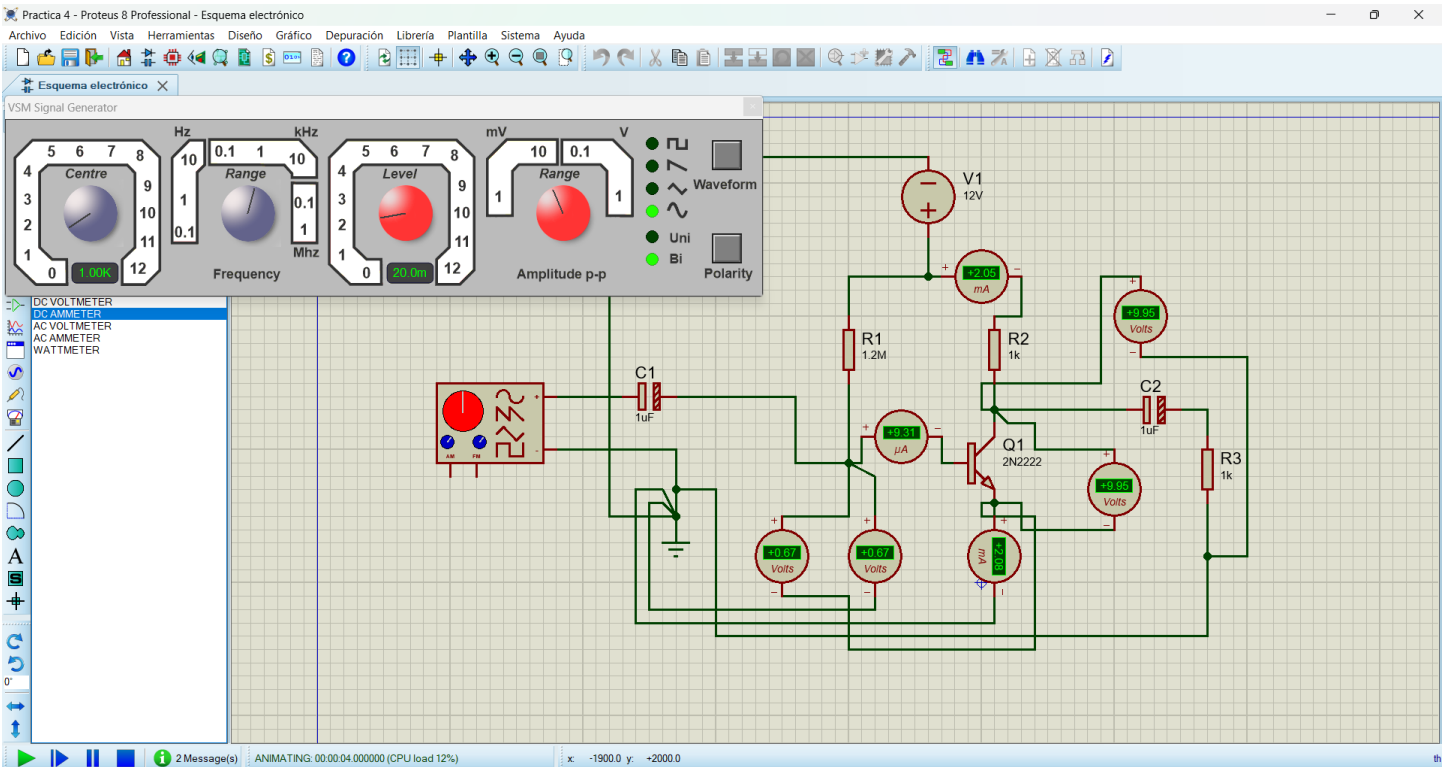 Practica 4 - Proteus 8 Professional - Esquema electrónico
Archivo Edición Vista Herramientas Diseño Gráfico Depuración Librería Plantilla Sistema Ayuda
Esquema electrónico
VSM Signal Generator
Hz kHz mV V
5 6 7 8 4 9 3 10 2 11 1 12 0
Centre
1.00K
10 1 0.1
0.1 1 10
Range
0.1 1
Mhz
Frequency
5 6 7 8 4 9 3 10 2 11 1 12 0
Level
20.0m
10 1
0.1 1
Range
Amplitude p-p
Waveform
Uni
Bi
Polarity
DC VOLTMETER
DC AMMETER
AC VOLTMETER
AC AMMETER
WATTMETER
0°
V1
12V
+ +2.05 -
mA
R1
1.2M
R2
1k
+
+9.95
Volts
-
C1
1uF
C2
1uF
+
-
AM FM
+ +9.31 -
µA
Q1
2N2222
+
+9.95
Volts
-
R3
1k
+
+0.67
Volts
-
+
+0.67
Volts
-
+
+2.08
mA
-
2 Message(s)
ANIMATING: 00:00:04.000000 (CPU load 12%)
x: -1900.0 y: +2000.0
th